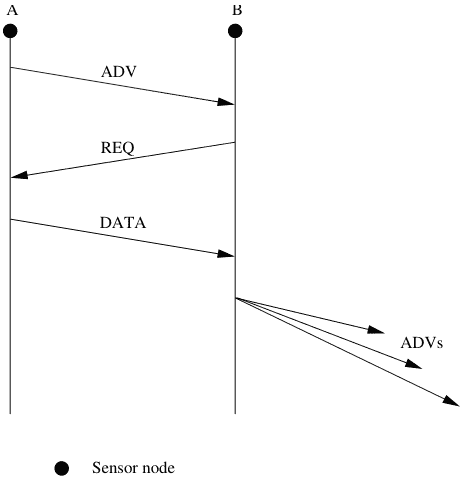 A
B
ADV
REQ
DATA
ADVs
Sensor node